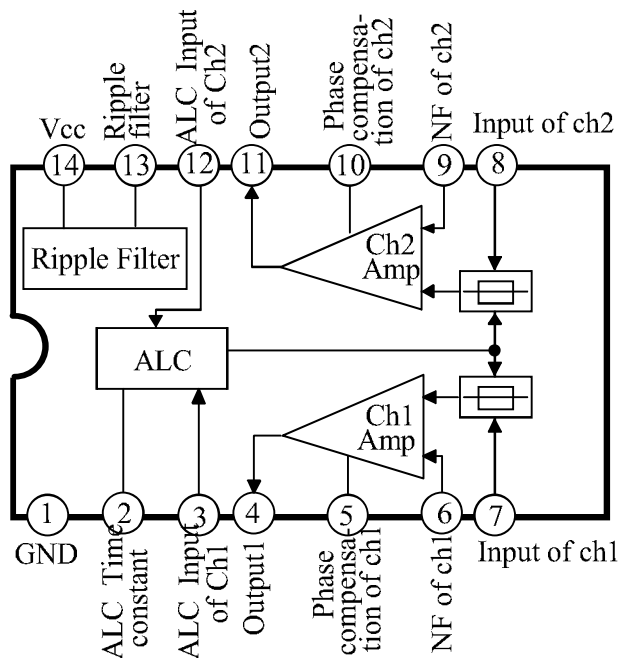 Vcc
Ripple
filter
ALC Input
of Ch2
Output2
Phase
compensa-
tion of ch2
NF of ch2
Input of ch2
14
13
12
11
10
9
8
Ripple Filter
Ch2
Amp
ALC
Ch1
Amp
1
2
3
4
5
6
7
GND
ALC Time
constant
ALC Input
of Ch1
Output1
Phase
compensa-
tion of ch1
NF of ch1
Input of ch1